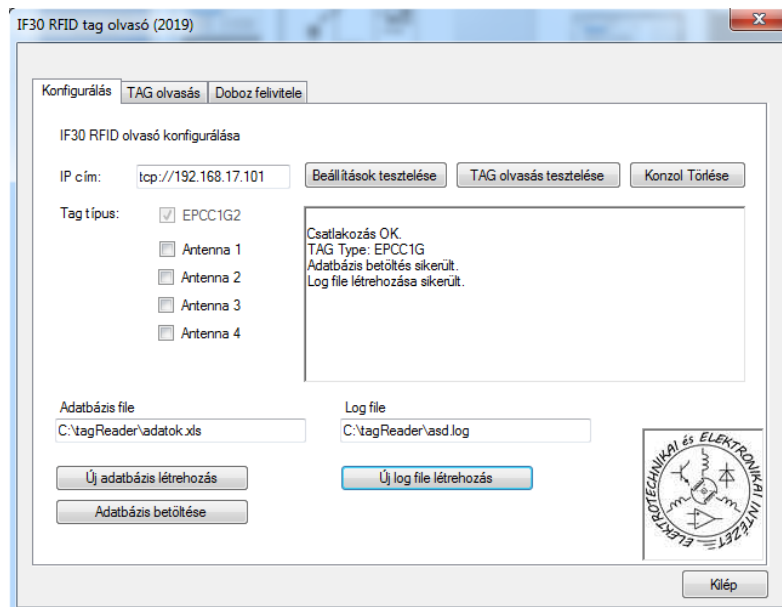 IF30 RFID tag olvasó (2019)
Konfigurálás TAG olvasás Doboz felivitele
IF30 RFID olvasó konfigurálása
IP cím: tcp://192.168.17.101 Beállítások tesztelése TAG olvasás tesztelése Konzol Törlése
Tag típus: EPCC1G2
Antenna 1
Antenna 2
Antenna 3
Antenna 4
Csatlakozás OK.
TAG Type: EPCC1G
Adatbázis betöltés sikerült.
Log file létrehozása sikerült.
Adatbázis file Log file
C:\tagReader\adatok.xls C:\tagReader\asd.log
Új adatbázis létrehozás Új log file létrehozás
Adatbázis betöltése
ELEKTROTECHNIKAI és ELEKTRONIKAI INTÉZET
Kilép